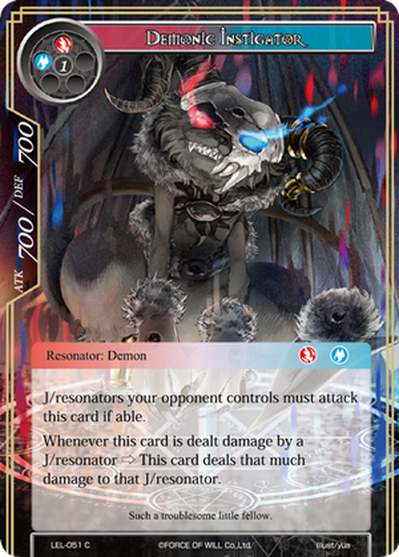 Demonic Instigator
1
ATK 700 / DEF 700
Resonator: Demon
J/resonators your opponent controls must attack
this card if able.
Whenever this card is dealt damage by a
J/resonator ⇨ This card deals that much
damage to that J/resonator.
Such a troublesome little fellow.
LEL-051 C
©FORCE OF WILL Co.,Ltd.
Illust/yua